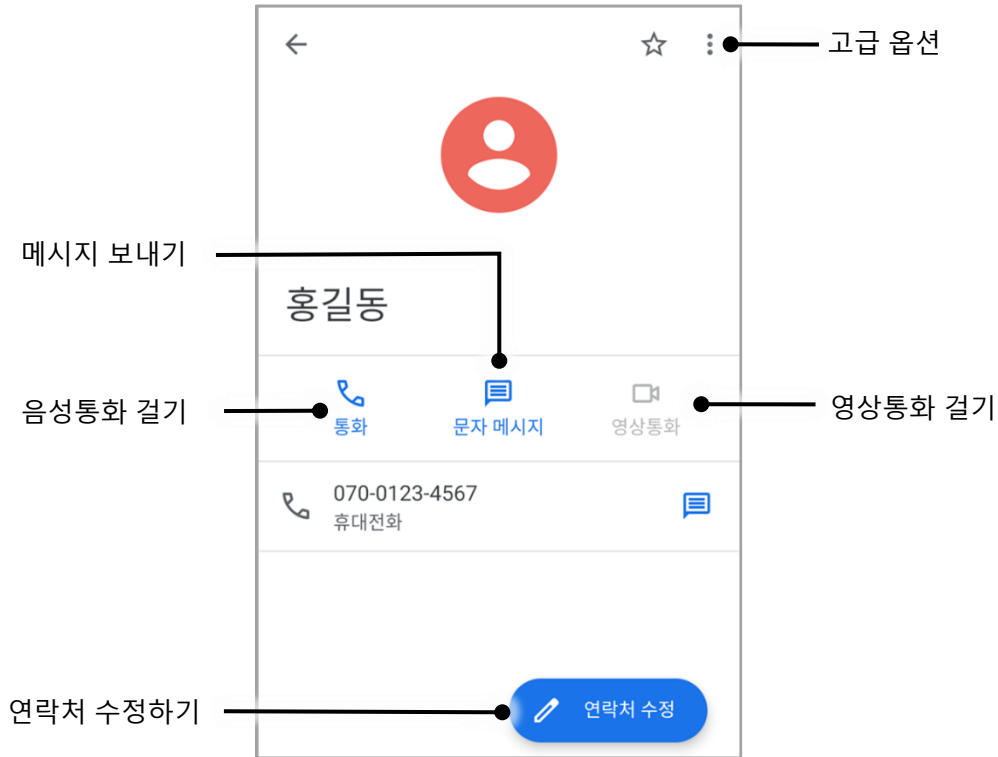 고급 옵션
메시지 보내기
홍길동
음성통화 걸기
통화
문자 메시지
영상통화
영상통화 걸기
070-0123-4567
휴대전화
연락처 수정하기
연락처 수정